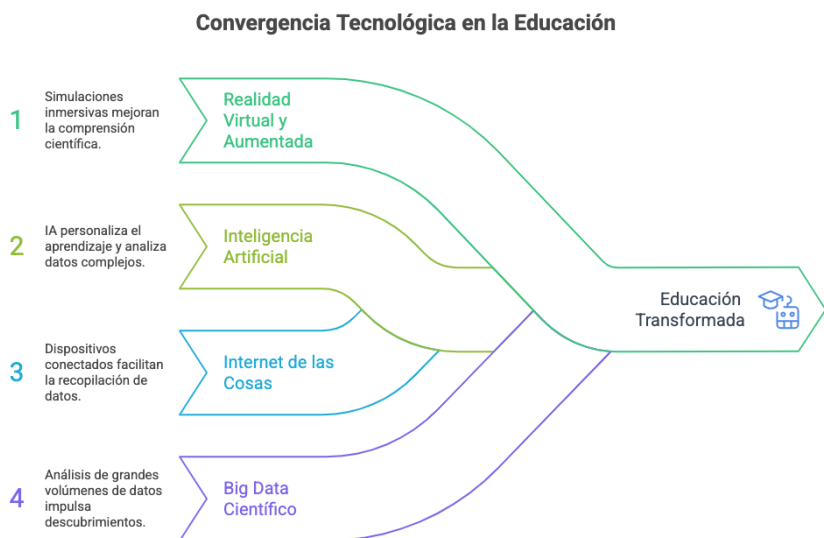 Convergencia Tecnológica en la Educación
1
Simulaciones
inmersivas mejoran
la comprensión
científica.
Realidad
Virtual y
Aumentada
2
IA personaliza el
aprendizaje y analiza
datos complejos.
Inteligencia
Artificial
Educación
Transformada
3
Dispositivos
conectados facilitan
la recopilación de
datos.
Internet de las
Cosas
4
Análisis de grandes
volúmenes de datos
impulsa
descubrimientos.
Big Data
Científico